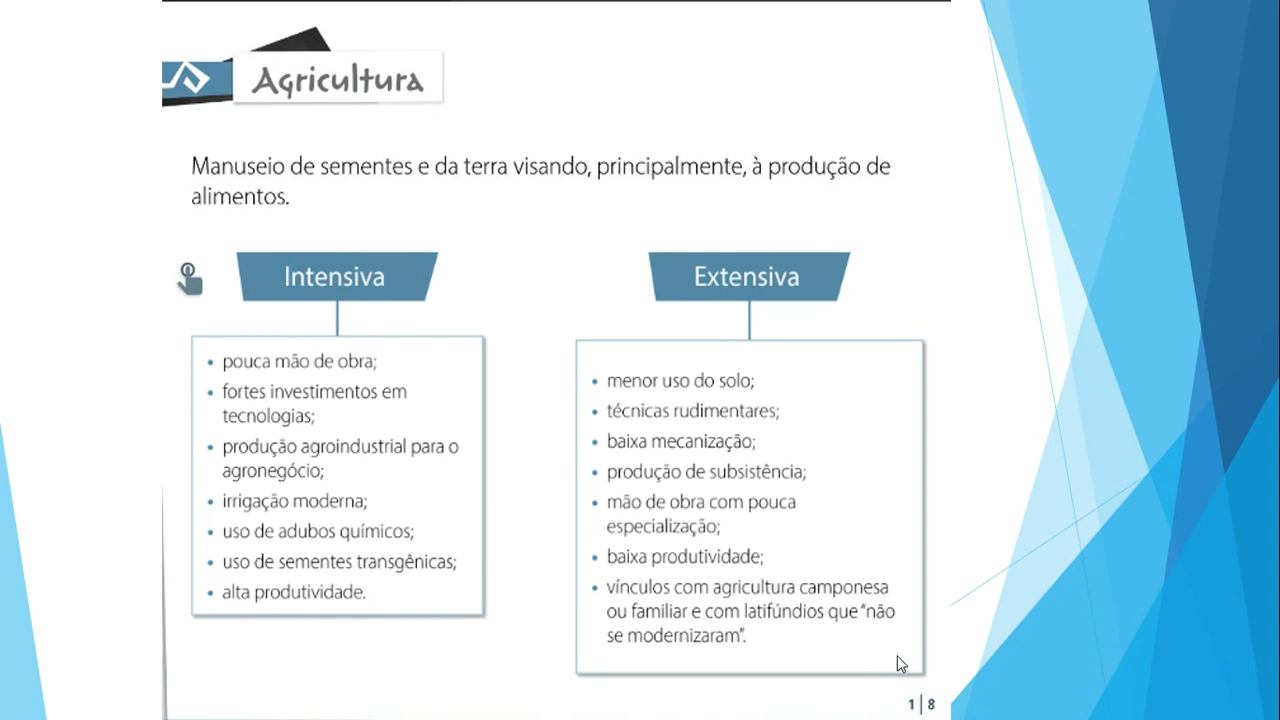 Agricultura
Manuseio de sementes e da terra visando, principalmente, à produção de
alimentos.
Intensiva
• pouca mão de obra;
• fortes investimentos em
tecnologias;
• produção agroindustrial para o
agronegócio;
• irrigação moderna;
• uso de adubos químicos;
• uso de sementes transgênicas;
• alta produtividade.
Extensiva
• menor uso do solo;
• técnicas rudimentares;
• baixa mecanização;
• produção de subsistência;
• mão de obra com pouca
especialização;
• baixa produtividade;
• vínculos com agricultura camponesa
ou familiar e com latifúndios que “não
se modernizaram”.
1 | 8